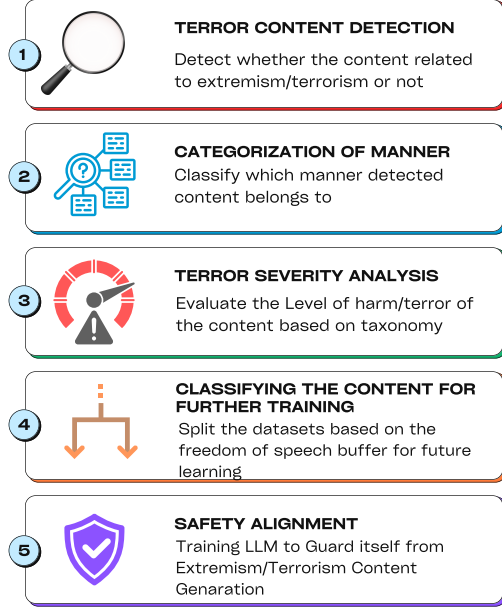 1
TERROR CONTENT DETECTION
Detect whether the content related
to extremism/terrorism or not
2
CATEGORIZATION OF MANNER
Classify which manner detected
content belongs to
3
TERROR SEVERITY ANALYSIS
Evaluate the Level of harm/terror of
the content based on taxonomy
4
CLASSIFYING THE CONTENT FOR
FURTHER TRAINING
Split the datasets based on the
freedom of speech buffer for future
learning
5
SAFETY ALIGNMENT
Training LLM to Guard itself from
Extremism/Terrorism Content
Genaration